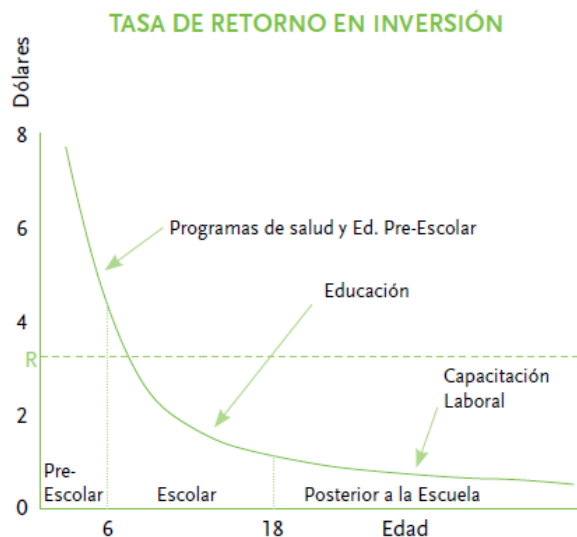 TASA DE RETORNO EN INVERSIÓN
Dólares
8
6
4
R
2
0
Programas de salud y Ed. Pre-Escolar
Educación
Capacitación
Laboral
Pre-
Escolar
Escolar
Posterior a la Escuela
6
18
Edad